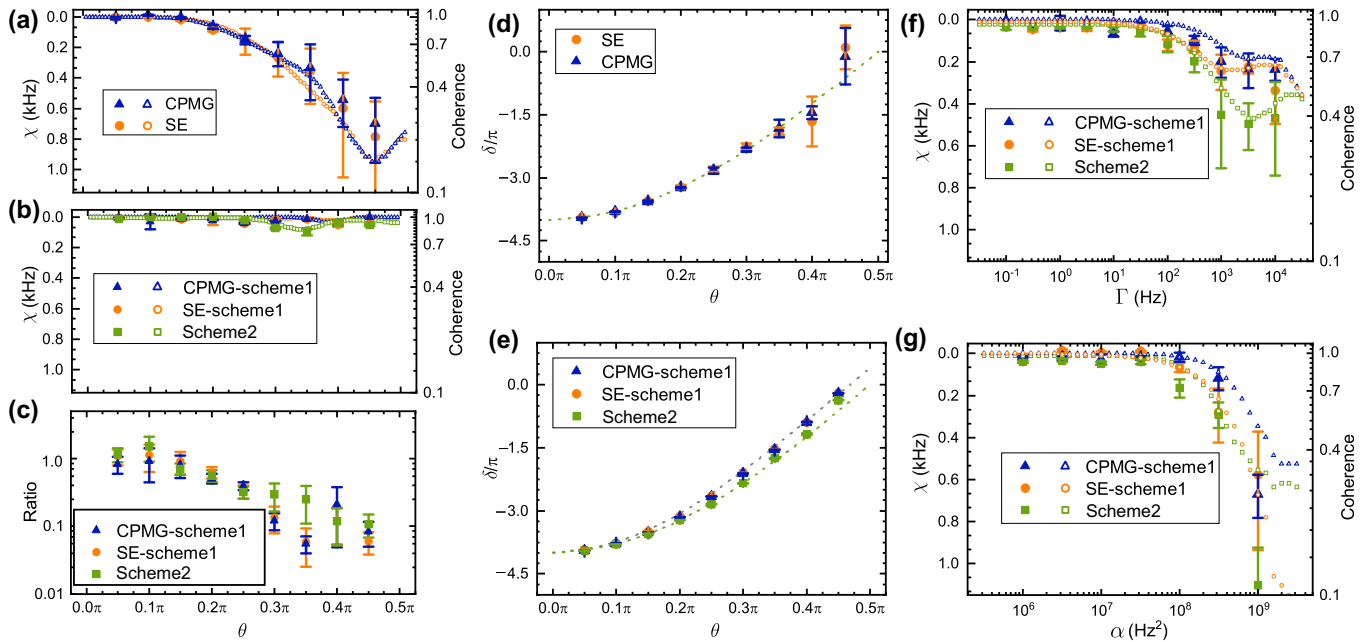 (a)
0.0
0.2
0.4
0.6
0.8
1.0
χ (kHz)
CPMG
SE
1.0
0.7
0.4
0.1
Coherence
(b)
0.0
0.2
0.4
0.6
0.8
1.0
χ (kHz)
CPMG-scheme1
SE-scheme1
Scheme2
1.0
0.7
0.4
0.1
Coherence
(c)
1.0
0.1
0.01
Ratio
CPMG-scheme1
SE-scheme1
Scheme2
0.0π 0.1π 0.2π 0.3π 0.4π 0.5π
θ
(d)
0.0
−1.5
−3.0
−4.5
δ/π
SE
CPMG
0.0π 0.1π 0.2π 0.3π 0.4π 0.5π
θ
(e)
0.0
−1.5
−3.0
−4.5
δ/π
CPMG-scheme1
SE-scheme1
Scheme2
0.0π 0.1π 0.2π 0.3π 0.4π 0.5π
θ
(f)
0.0
0.2
0.4
0.6
0.8
1.0
χ (kHz)
CPMG-scheme1
SE-scheme1
Scheme2
1.0
0.7
0.4
0.1
Coherence
10⁻¹ 10⁰ 10¹ 10² 10³ 10⁴
Γ (Hz)
(g)
0.0
0.2
0.4
0.6
0.8
1.0
χ (kHz)
CPMG-scheme1
SE-scheme1
Scheme2
1.0
0.7
0.4
0.1
Coherence
10⁶ 10⁷ 10⁸ 10⁹
α (Hz²)